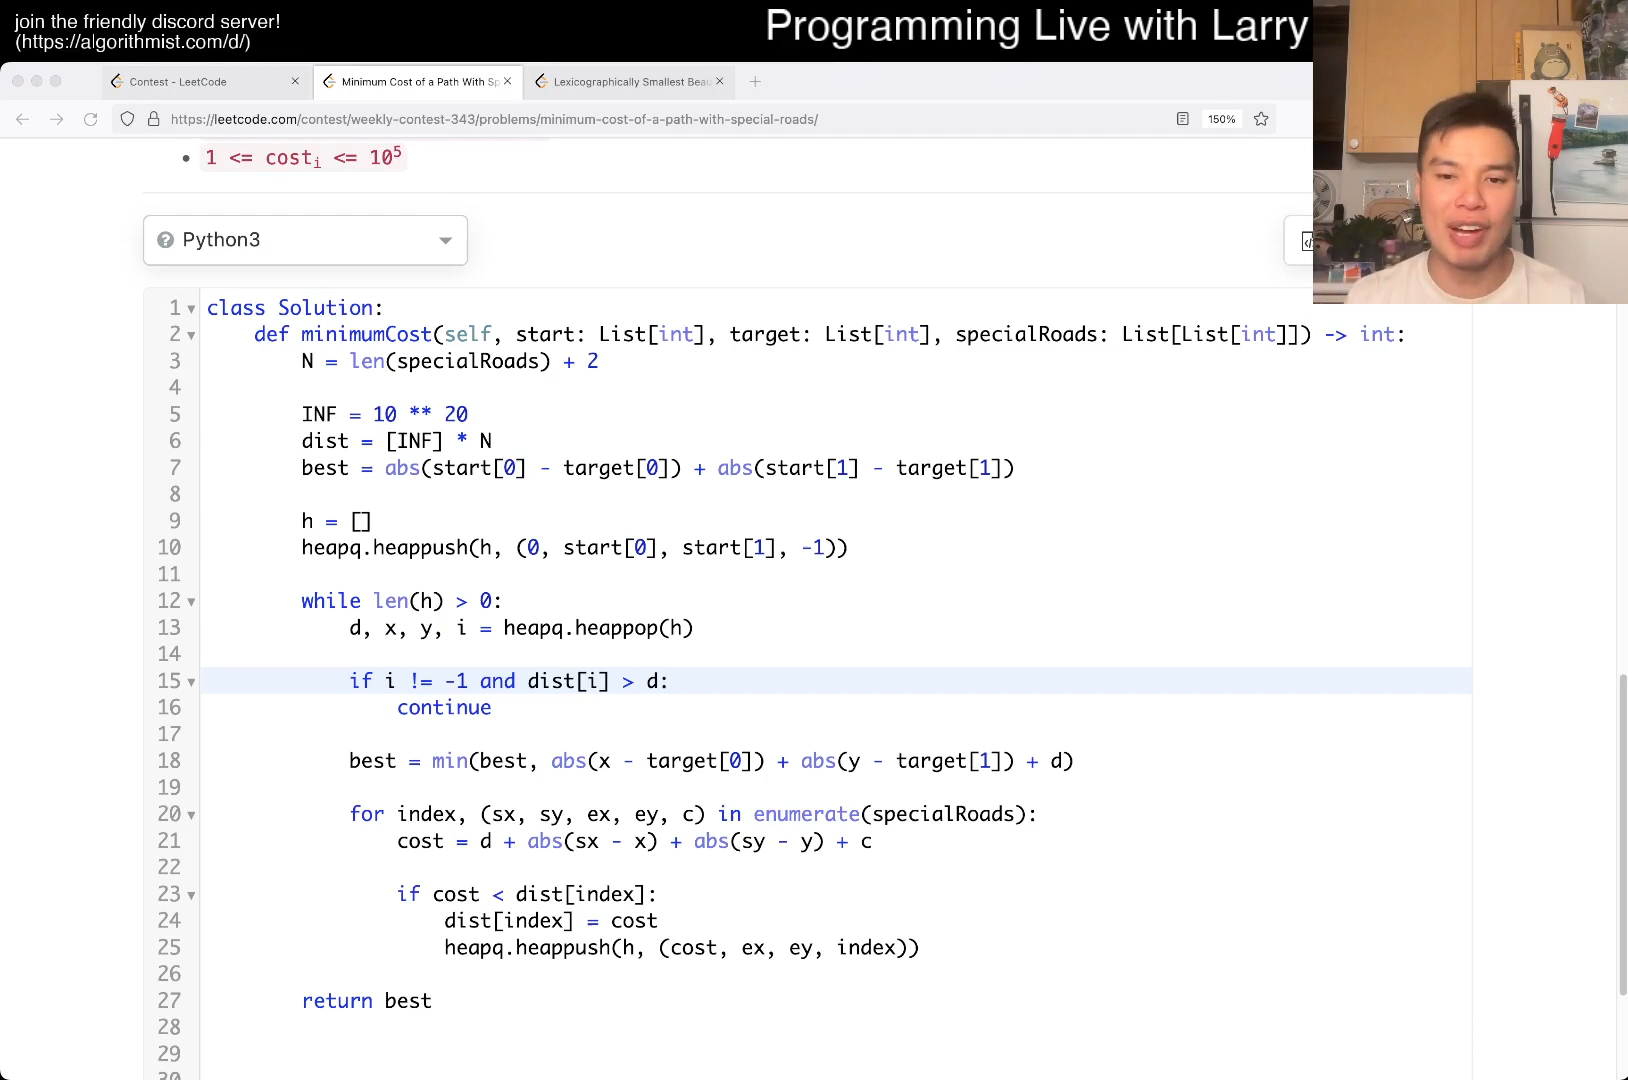 join the friendly discord server!
(https://algorithmist.com/d/)
Programming Live with Larry
Contest - LeetCode
Minimum Cost of a Path With Sp
Lexicographically Smallest Beau
https://leetcode.com/contest/weekly-contest-343/problems/minimum-cost-of-a-path-with-special-roads/
150%
• 1 <= costᵢ <= 10⁵
Python3
1 class Solution:
2 def minimumCost(self, start: List[int], target: List[int], specialRoads: List[List[int]]) -> int:
3 N = len(specialRoads) + 2
4
5 INF = 10 ** 20
6 dist = [INF] * N
7 best = abs(start[0] - target[0]) + abs(start[1] - target[1])
8
9 h = []
10 heapq.heappush(h, (0, start[0], start[1], -1))
11
12 while len(h) > 0:
13 d, x, y, i = heapq.heappop(h)
14
15 if i != -1 and dist[i] > d:
16 continue
17
18 best = min(best, abs(x - target[0]) + abs(y - target[1]) + d)
19
20 for index, (sx, sy, ex, ey, c) in enumerate(specialRoads):
21 cost = d + abs(sx - x) + abs(sy - y) + c
22
23 if cost < dist[index]:
24 dist[index] = cost
25 heapq.heappush(h, (cost, ex, ey, index))
26
27 return best
28
29
30